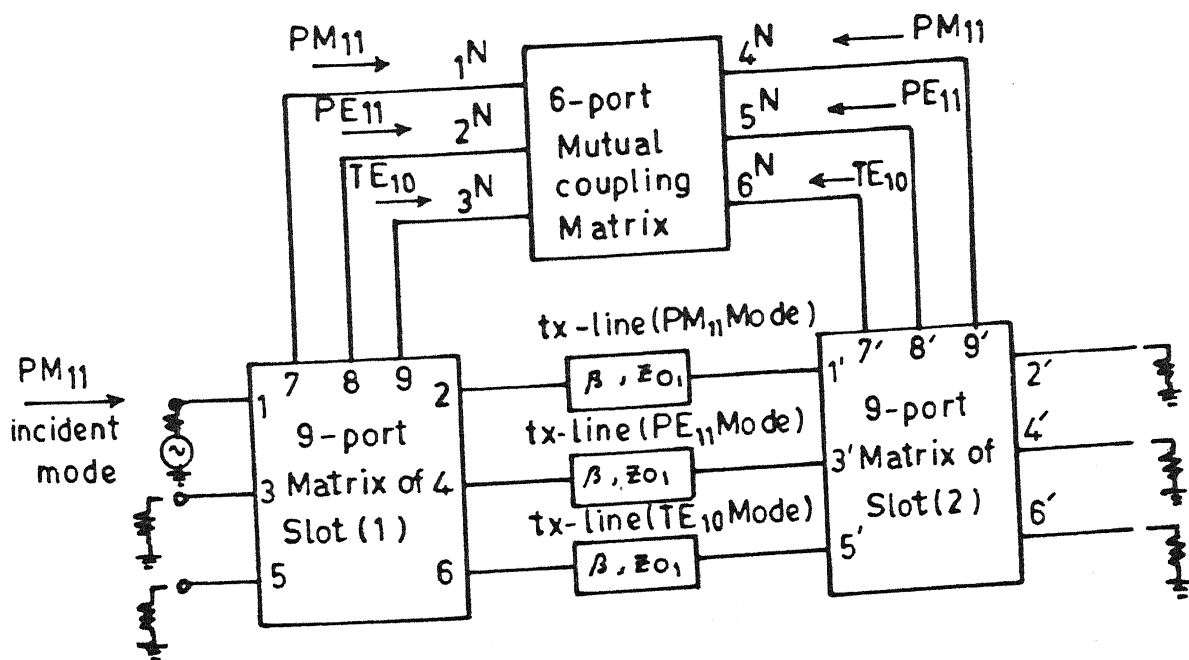 PM11
1N
PE11
2N
TE10
3N
6-port
Mutual
coupling
Matrix
4N
PM11
5N
PE11
6N
TE10
PM11
incident
mode
1
7
8
9
2
9-port
3 Matrix of 4
Slot (1)
5
6
tx-line (PM11 Mode)
β, Z01
tx-line (PE11 Mode)
β, Z01
tx-line (TE10 Mode)
β, Z01
1′
7′
8′
9′
2′
9-port
3′ Matrix of
4′
Slot (2)
5′
6′
~